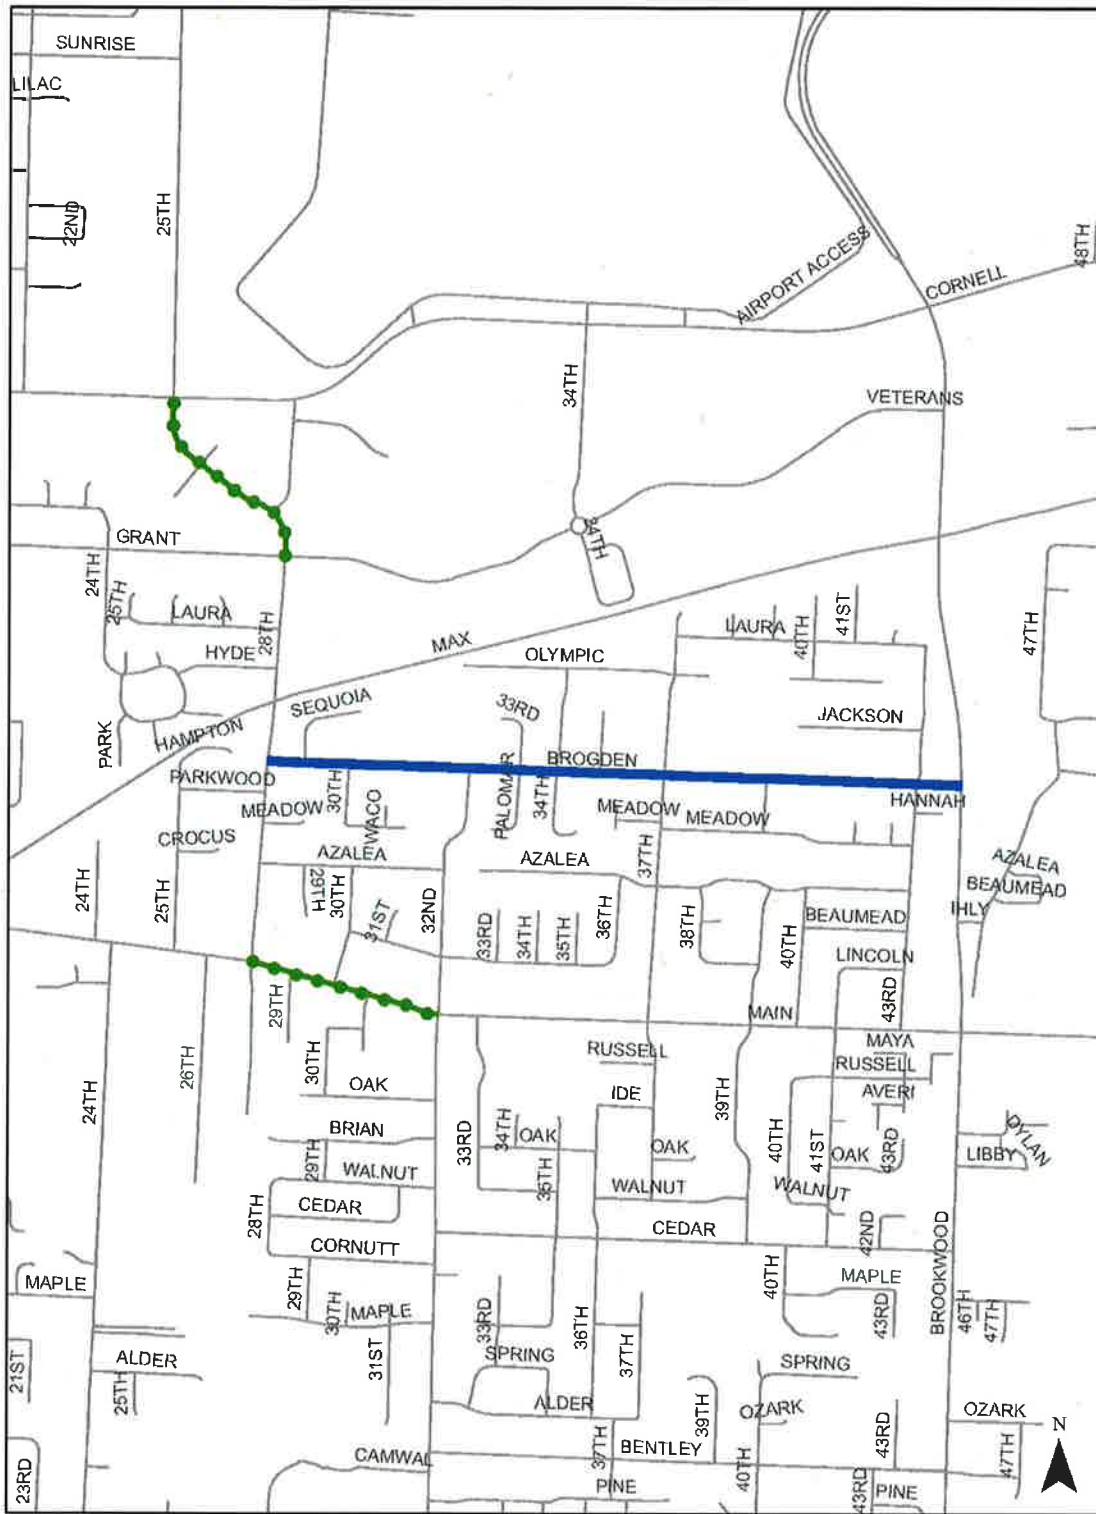 SUNRISE
LILAC
22ND
25TH
48TH
AIRPORT ACCESS
CORNELL
34TH
VETERANS
GRANT
34TH
24TH
25TH
LAURA
28TH
HYDE
MAX
OLYMPIC
LAURA
40TH
41ST
47TH
SEQUOIA
33RD
PARK
HAMPTON
JACKSON
BROGDEN
PARKWOOD
30TH
PALOMAR
34TH
HANNAH
MEADOW
WACO
MEADOW
MEADOW
CROCUS
AZALEA
AZALEA
37TH
AZALEA
24TH
25TH
29TH
30TH
31ST
32ND
33RD
34TH
35TH
36TH
38TH
40TH
BEAUMEAD
BEAUMEAD
IHLY
LINCOLN
43RD
MAIN
29TH
26TH
24TH
30TH
OAK
RUSSELL
MAYA
RUSSELL
AVERI
IDE
39TH
BRIAN
33RD
34TH
OAK
OAK
40TH
41ST
OAK
43RD
DYLAN
LIBBY
29TH
WALNUT
35TH
WALNUT
WALNUT
28TH
CEDAR
CEDAR
42ND
BROOKWOOD
CORNUTT
MAPLE
29TH
30TH
MAPLE
40TH
MAPLE
43RD
46TH
47TH
21ST
ALDER
25TH
31ST
33RD
36TH
37TH
SPRING
SPRING
ALDER
39TH
OZARK
43RD
OZARK
N
23RD
CAMWAL
37TH
BENTLEY
40TH
47TH
PINE
43RD
PINE